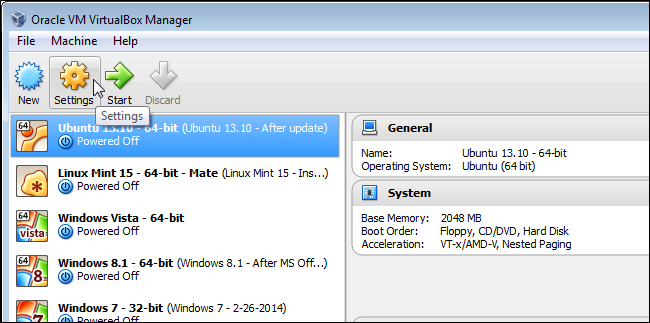 Oracle VM VirtualBox Manager
File Machine Help
New Settings Start Discard
Settings
64 Ubuntu 13.10 - 64-bit (Ubuntu 13.10 - After update)
Powered Off
Linux Mint 15 - 64-bit - Mate (Linux Mint 15 - Ins...
Powered Off
64 vista Windows Vista - 64-bit
Powered Off
64 8 Windows 8.1 - 64-bit (Windows 8.1 - After MS Off...
Powered Off
Windows 7 - 32-bit (Windows 7 - 2-26-2014)
Powered Off
General
Name: Ubuntu 13.10 - 64-bit
Operating System: Ubuntu (64 bit)
System
Base Memory: 2048 MB
Boot Order: Floppy, CD/DVD, Hard Disk
Acceleration: VT-x/AMD-V, Nested Paging